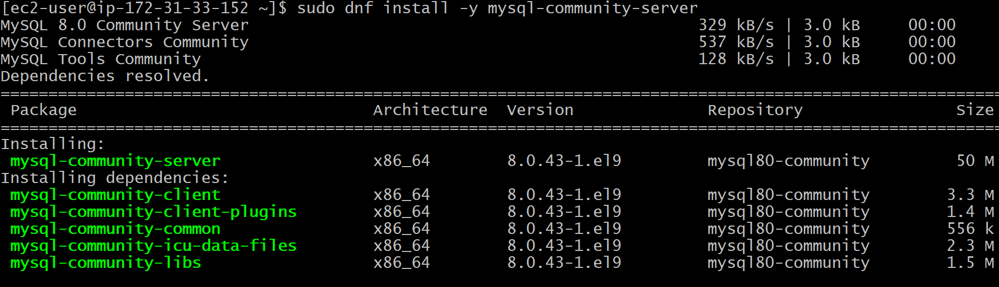 [ec2-user@ip-172-31-33-152 ~]$ sudo dnf install -y mysql-community-server
MySQL 8.0 Community Server                                                                      329 kB/s | 3.0 kB     00:00
MySQL Connectors Community                                                                      537 kB/s | 3.0 kB     00:00
MySQL Tools Community                                                                           128 kB/s | 3.0 kB     00:00
Dependencies resolved.
=========================================================================================================
 Package                               Architecture  Version              Repository                Size
=========================================================================================================
Installing:
 mysql-community-server                x86_64        8.0.43-1.el9         mysql80-community         50 M
Installing dependencies:
 mysql-community-client                x86_64        8.0.43-1.el9         mysql80-community        3.3 M
 mysql-community-client-plugins        x86_64        8.0.43-1.el9         mysql80-community        1.4 M
 mysql-community-common                x86_64        8.0.43-1.el9         mysql80-community        556 k
 mysql-community-icu-data-files        x86_64        8.0.43-1.el9         mysql80-community        2.3 M
 mysql-community-libs                  x86_64        8.0.43-1.el9         mysql80-community        1.5 M